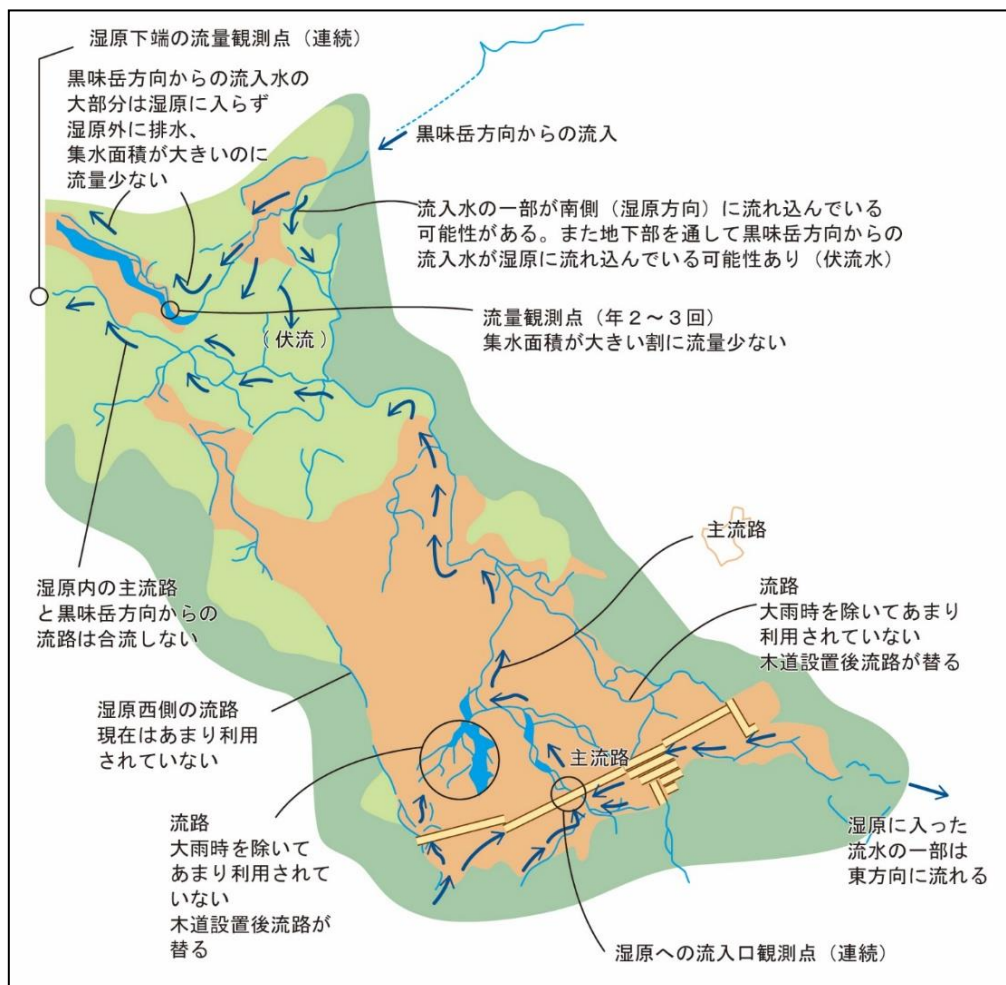 湿原下端の流量観測点（連続）
黒味岳方向からの流入水の
大部分は湿原に入らず
湿原外に排水、
集水面積が大きいのに
流量少ない
黒味岳方向からの流入
流入水の一部が南側（湿原方向）に流れ込んでいる
可能性がある。また地下部を通して黒味岳方向からの
流入水が湿原に流れ込んでいる可能性あり（伏流水）
流量観測点（年２～３回）
集水面積が大きい割に流量少ない
（伏流）
湿原内の主流路
と黒味岳方向からの
流路は合流しない
主流路
流路
大雨時を除いてあまり
利用されていない
木道設置後流路が替る
湿原西側の流路
現在はあまり利用
されていない
主流路
流路
大雨時を除いて
あまり利用されて
いない
木道設置後流路が
替る
湿原に入った
流水の一部は
東方向に流れる
湿原への流入口観測点（連続）